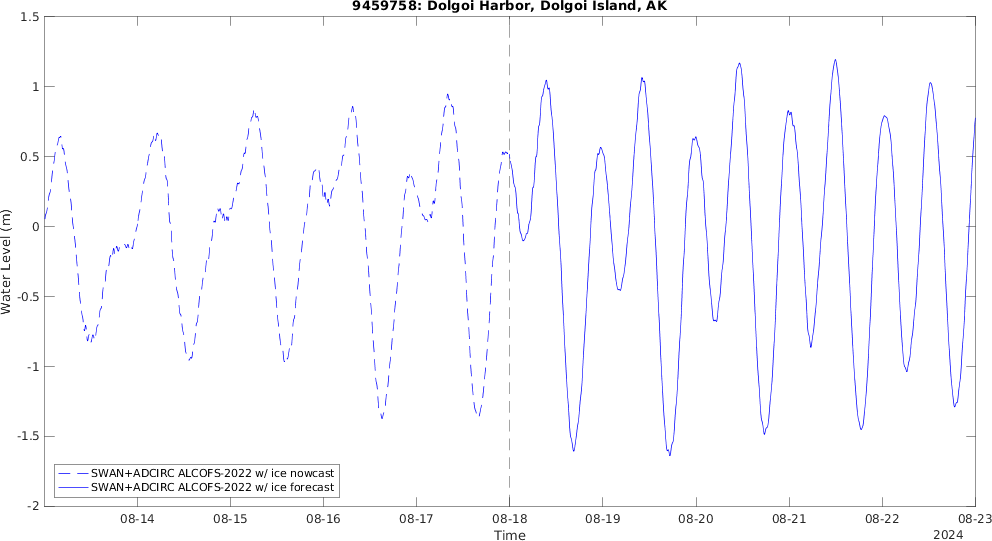 9459758: Dolgoi Harbor, Dolgoi Island, AK
1.5
1
0.5
0
-0.5
-1
-1.5
-2
Water Level (m)
SWAN+ADCIRC ALCOFS-2022 w/ ice nowcast
SWAN+ADCIRC ALCOFS-2022 w/ ice forecast
08-14 08-15 08-16 08-17 08-18 08-19 08-20 08-21 08-22 08-23
Time
2024